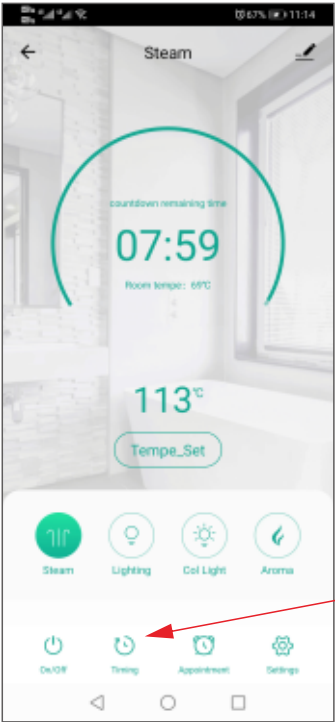 67% 11:14
Steam
countdown remaining time
07:59
Room tempe: 69℃
113℃
Tempe_Set
Steam Lighting Col Light Aroma
On/Off Timing Appointment Settings